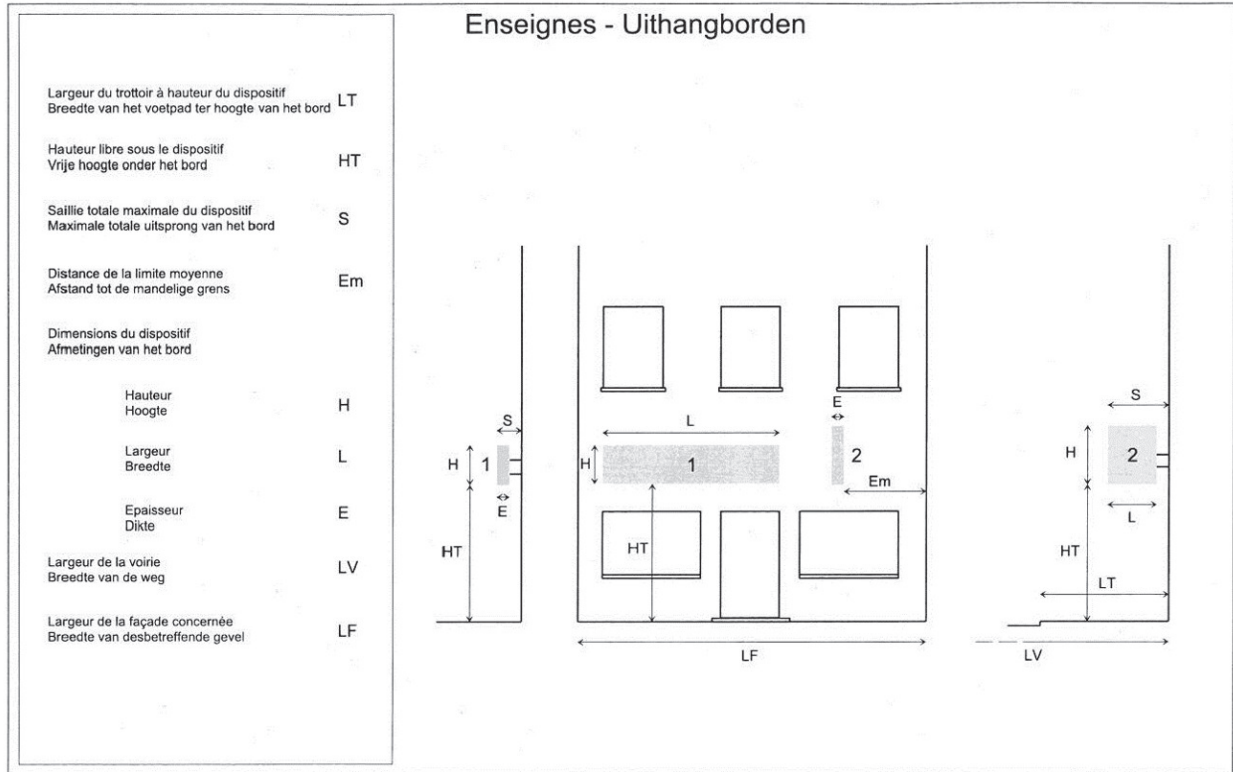 Enseignes - Uithangborden
Largeur du trottoir à hauteur du dispositif
Breedte van het voetpad ter hoogte van het bord
LT
Hauteur libre sous le dispositif
Vrije hoogte onder het bord
HT
Saillie totale maximale du dispositif
Maximale totale uitsprong van het bord
S
Distance de la limite moyenne
Afstand tot de mandelige grens
Em
Dimensions du dispositif
Afmetingen van het bord
Hauteur
Hoogte
H
Largeur
Breedte
L
Epaisseur
Dikte
E
Largeur de la voirie
Breedte van de weg
LV
Largeur de la façade concernée
Breedte van desbetreffende gevel
LF
S
H
1
E
HT
L
H
1
E
2
Em
HT
LF
S
H
2
L
HT
LT
LV